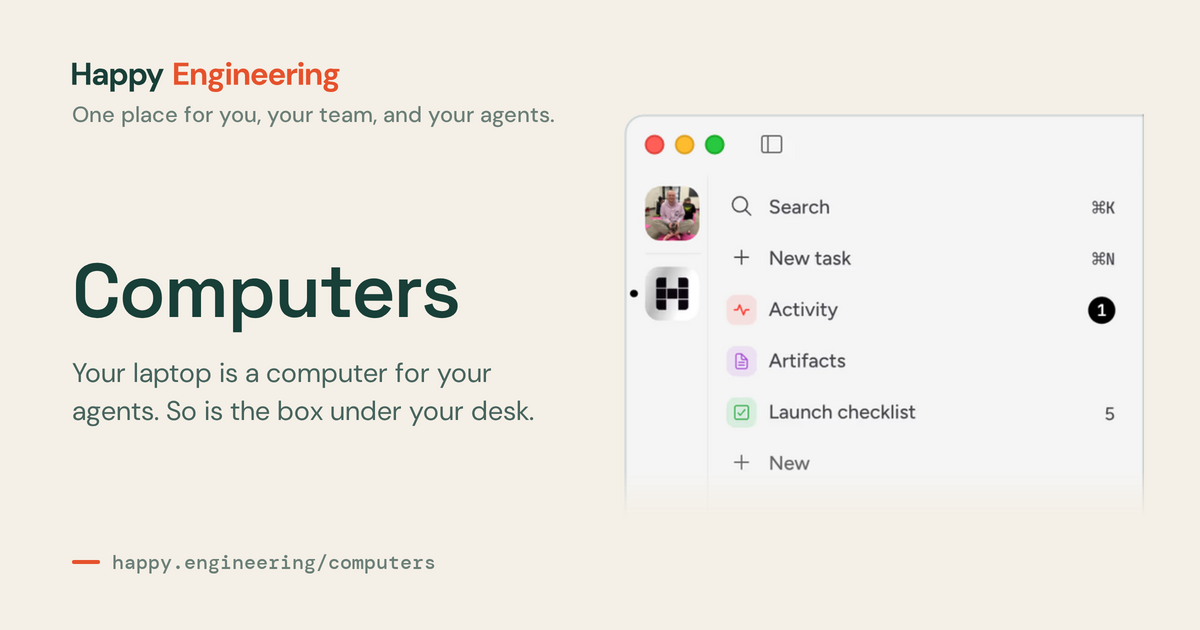 Happy Engineering
One place for you, your team, and your agents.
Computers
Your laptop is a computer for your
agents. So is the box under your desk.
happy.engineering/computers
Search ⌘K
New task ⌘N
Activity 1
Artifacts
Launch checklist 5
New